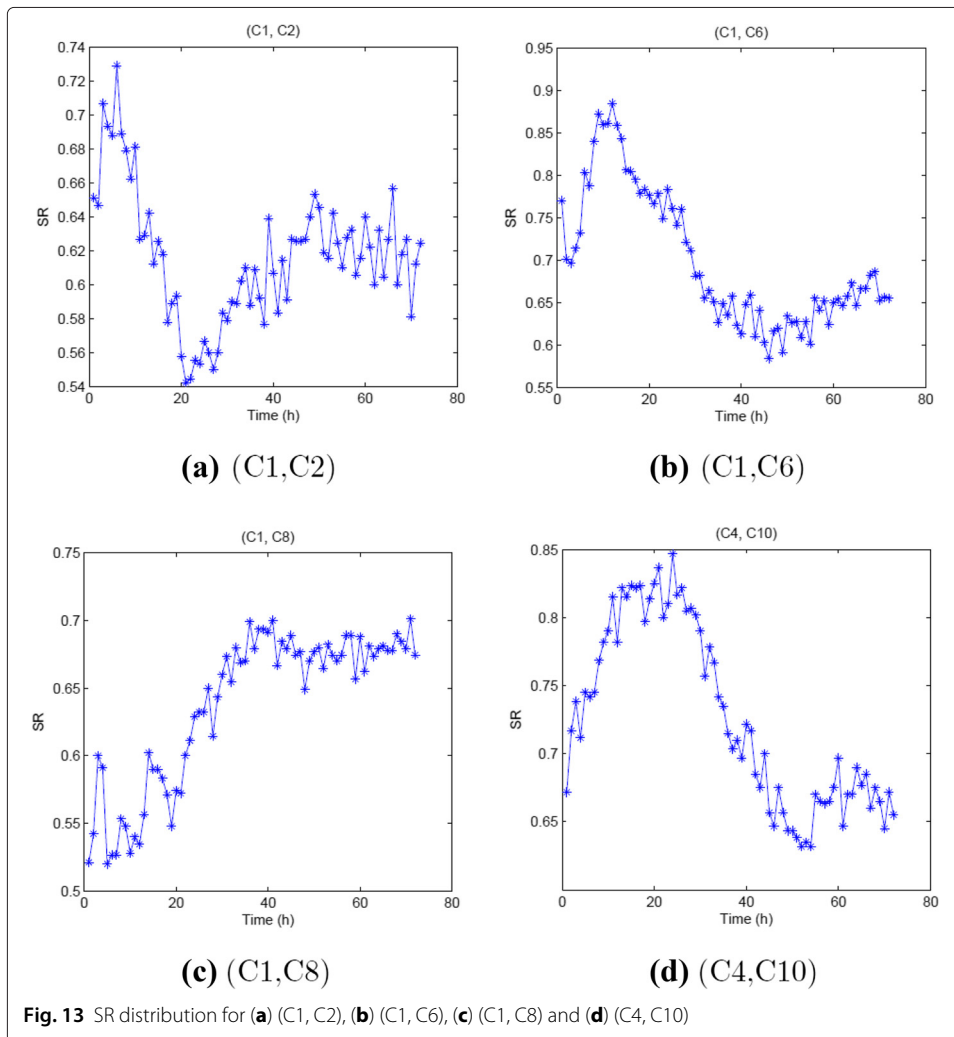 (C1, C2)
0.74
0.72
0.7
0.68
0.66
0.64
0.62
0.6
0.58
0.56
0.54
SR
0 20 40 60 80
Time (h)
(a) (C1,C2)
(C1, C6)
0.95
0.9
0.85
0.8
0.75
0.7
0.65
0.6
0.55
SR
0 20 40 60 80
Time (h)
(b) (C1,C6)
(C1, C8)
0.75
0.7
0.65
0.6
0.55
0.5
SR
0 20 40 60 80
Time (h)
(c) (C1,C8)
(C4, C10)
0.85
0.8
0.75
0.7
0.65
SR
0 20 40 60 80
Time (h)
(d) (C4,C10)
Fig. 13 SR distribution for (a) (C1, C2), (b) (C1, C6), (c) (C1, C8) and (d) (C4, C10)